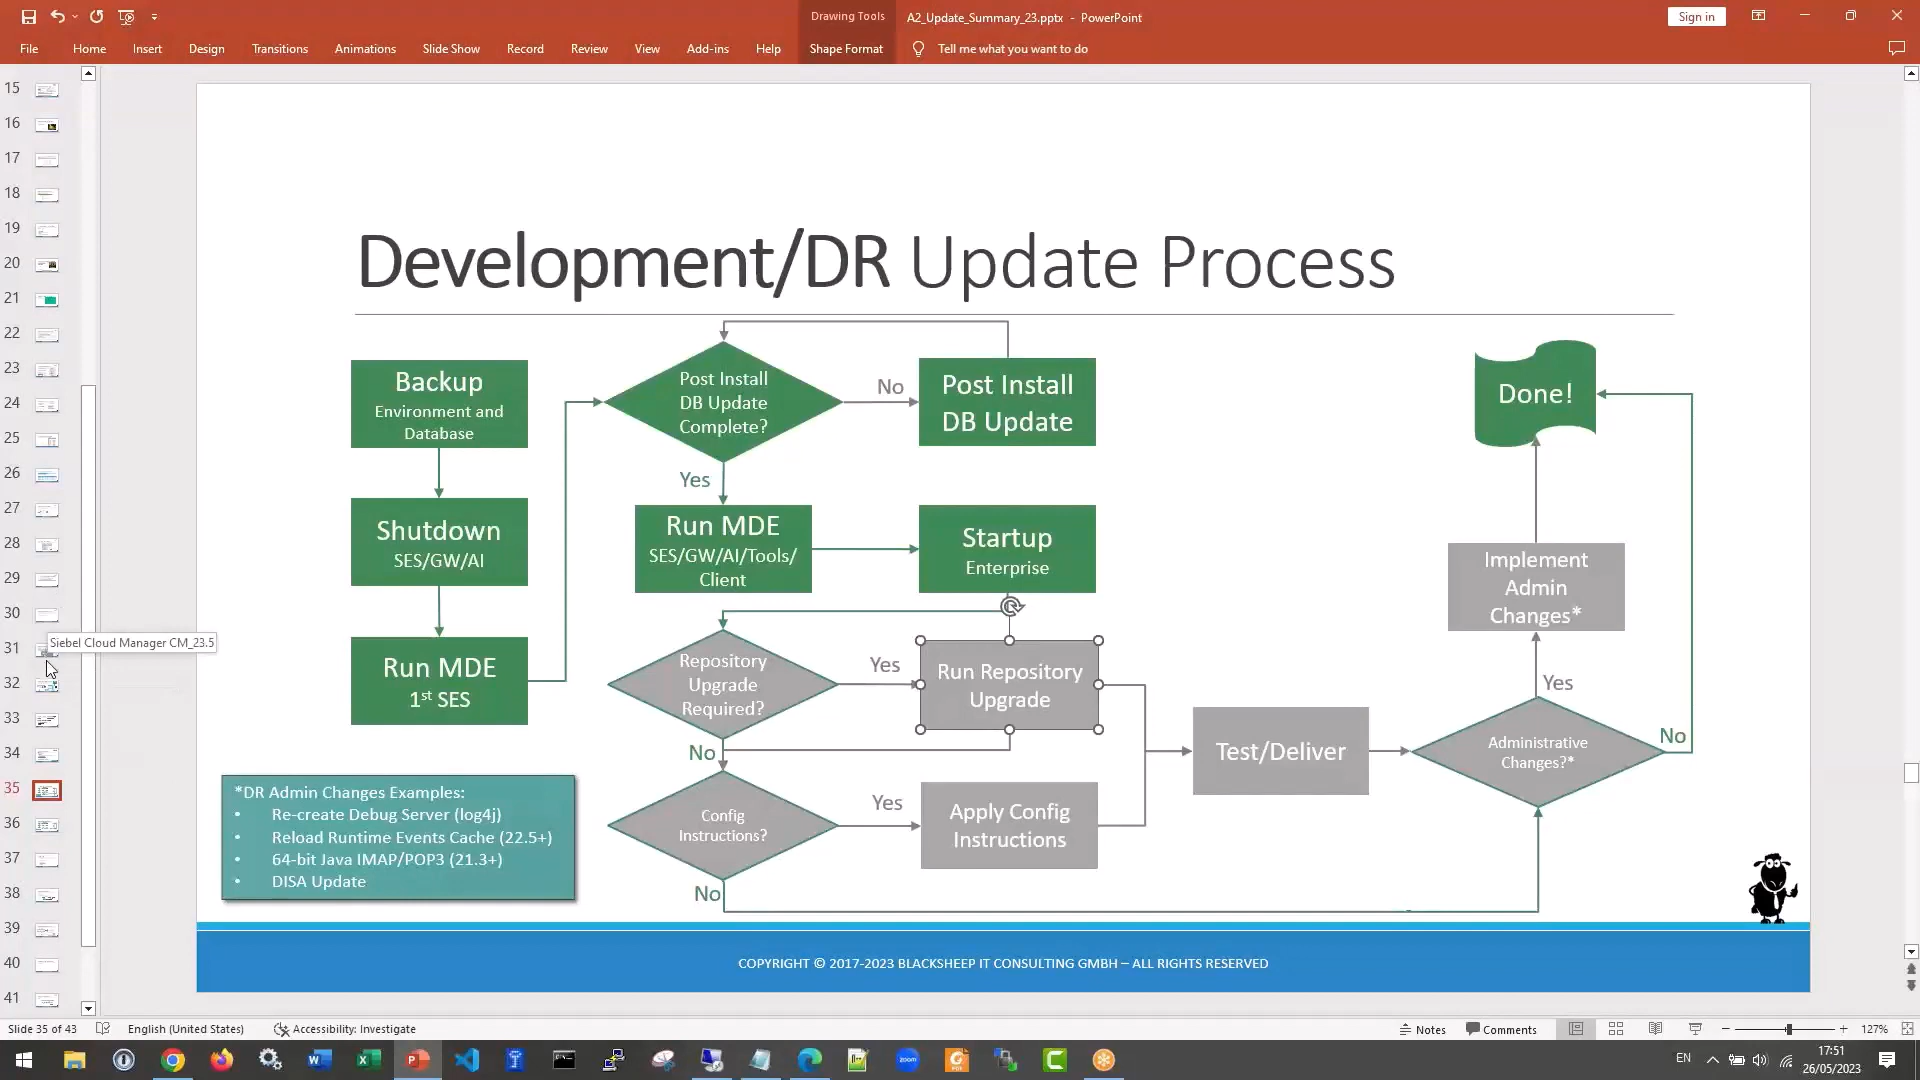 Drawing Tools
A2_Update_Summary_23.pptx - PowerPoint
Sign in
File
Home
Insert
Design
Transitions
Animations
Slide Show
Record
Review
View
Add-ins
Help
Shape Format
Tell me what you want to do
15
16
17
18
19
20
21
22
23
24
25
26
27
28
29
30
31
32
33
34
35
36
37
38
39
40
41
Siebel Cloud Manager CM_23.5
Development/DR Update Process
Backup
Environment and
Database
Shutdown
SES/GW/AI
Run MDE
1st SES
Post Install
DB Update
Complete?
No
Post Install
DB Update
Yes
Run MDE
SES/GW/AI/Tools/
Client
Startup
Enterprise
Repository
Upgrade
Required?
Yes
Run Repository
Upgrade
No
Config
Instructions?
Yes
Apply Config
Instructions
No
Test/Deliver
Administrative
Changes?*
Yes
No
Implement
Admin
Changes*
Done!
*DR Admin Changes Examples:
• Re-create Debug Server (log4j)
• Reload Runtime Events Cache (22.5+)
• 64-bit Java IMAP/POP3 (21.3+)
• DISA Update
COPYRIGHT © 2017-2023 BLACKSHEEP IT CONSULTING GMBH – ALL RIGHTS RESERVED
Slide 35 of 43
English (United States)
Accessibility: Investigate
Notes
Comments
127%
EN
17:51
26/05/2023